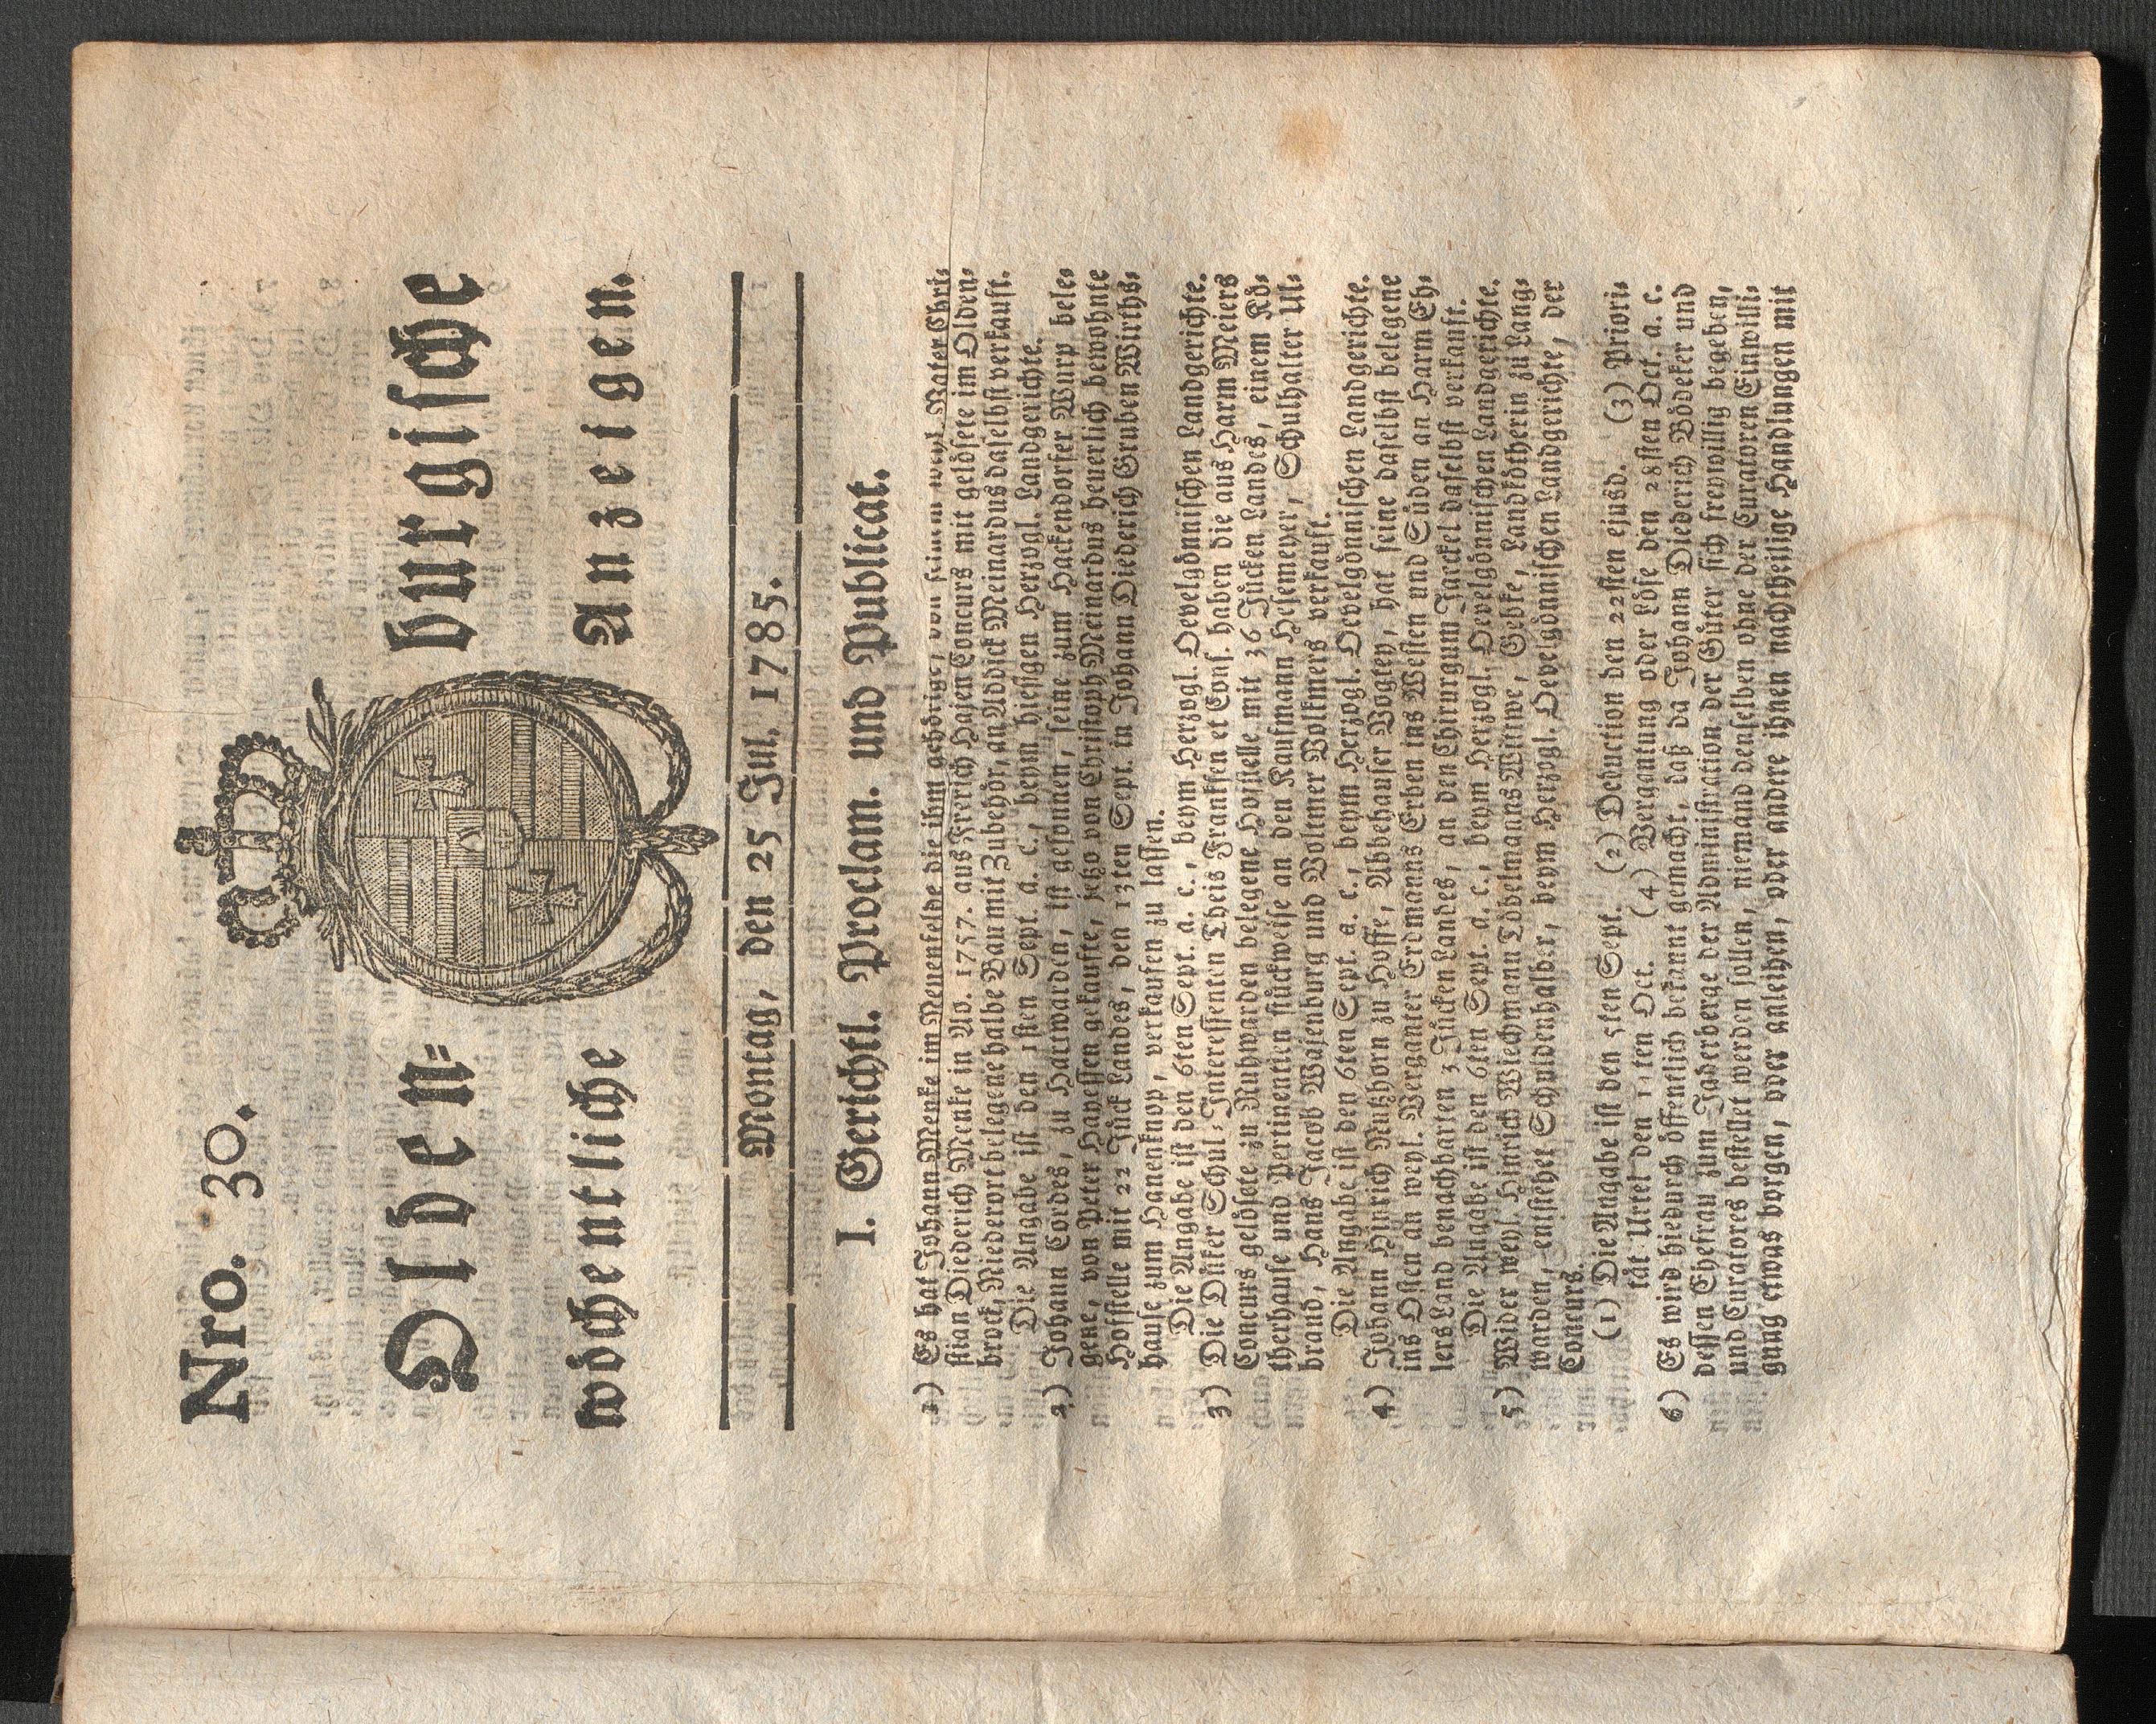 Nro. 30.
Olden- burgische
wöchentliche Anzeigen.
Montag, den 25 Jul. 1785.
I. Gerichtl. Proclam. und Publicat.
1) Es hat Johann Menke im Neuenfelde die ihm gehörige, von seinem weyl. Vater Chri-
stian Diederich Menke in Ao. 1757. aus Frerich Hajen Concurs mit gelösete im Olden-
brock, Niederort belegene halbe Bau mit Zubehör, an Addick Meinardus daselbst verkauft.
Die Angabe ist den 1sten Sept. a. c., beym hiesigen Herzogl. Landgerichte.
2) Johann Cordes, zu Hartwarden, ist gesonnen, seine zum Hackendorfer Wurp bele-
gene, von Peter Hanessen gekaufte, jetzo von Christoph Meinardus heuerlich bewohnte
Hofstelle mit 22 Jück Landes, den 13ten Sept. in Johann Diederich Gruben Wirths-
hause zum Hanenknop, verkaufen zu lassen.
Die Angabe ist den 6ten Sept. a. c., beym Herzogl. Oevelgönnischen Landgerichte.
3) Die Düker Schul-Interessenten Theis Franksen et Cons. haben die aus Harm Meiers
Concurs gelösete zu Ruhwarden belegene Hofstelle mit 36 Jücken Landes, einem Kö-
therhause und Pertinentien stückweise an den Kaufmann Hesemeyer, Schulhalter Ul-
brand, Hans Jacob Wajenburg und Volmer Volkmers verkauft.
Die Angabe ist den 6ten Sept. a. c., beym Herzogl. Oevelgönnischen Landgerichte.
4) Johann Hinrich Nutzhorn zu Hoffe, Abbehauser Vogtey, hat seine daselbst belegene
ins Osten an weyl. Verganter Erdmanns Erben ins Westen und Süden an Harm Eh-
lers Land benachbarten 3 Jücken Landes, an den Chirurgum Jackel daselbst verkauft.
Die Angabe ist den 6ten Sept. a. c., beym Herzogl. Oevelgönnischen Landgerichte.
5) Wider weyl. Hinrich Wiechmann Töbelmanns Wittwe, Gebke, Landkötherin zu Lang-
warden, entstehet Schuldenhalber, beym Herzogl. Oevelgönnischen Landgerichte, der
Concurs.
(1) Die Angabe ist den 5ten Sept. (2) Deduction den 22sten ejusd. (3) Priori-
tät Urtel den 11ten Oct. (4) Vergantung oder Löse den 28sten Oct. a. c.
6) Es wird hiedurch öffentlich bekannt gemacht, daß da Johann Diederich Bödeker und
dessen Ehefrau zum Jaderberge der Administration der Güter sich freywillig begeben,
und Curatores bestellet werden sollen, niemand denselben ohne der Curatoren Einwilli-
gung etwas borgen, oder anleihen, oder andere ihnen nachtheilige Handlungen mit